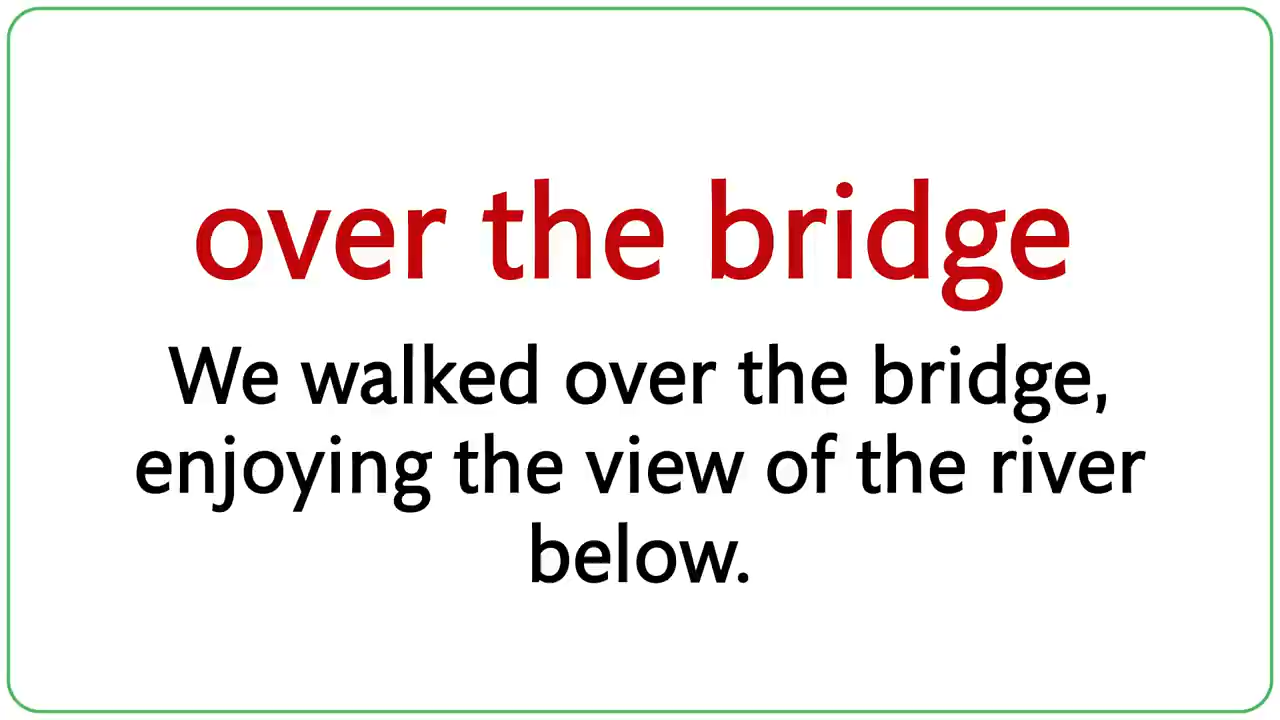 over the bridge
We walked over the bridge,
enjoying the view of the river
below.